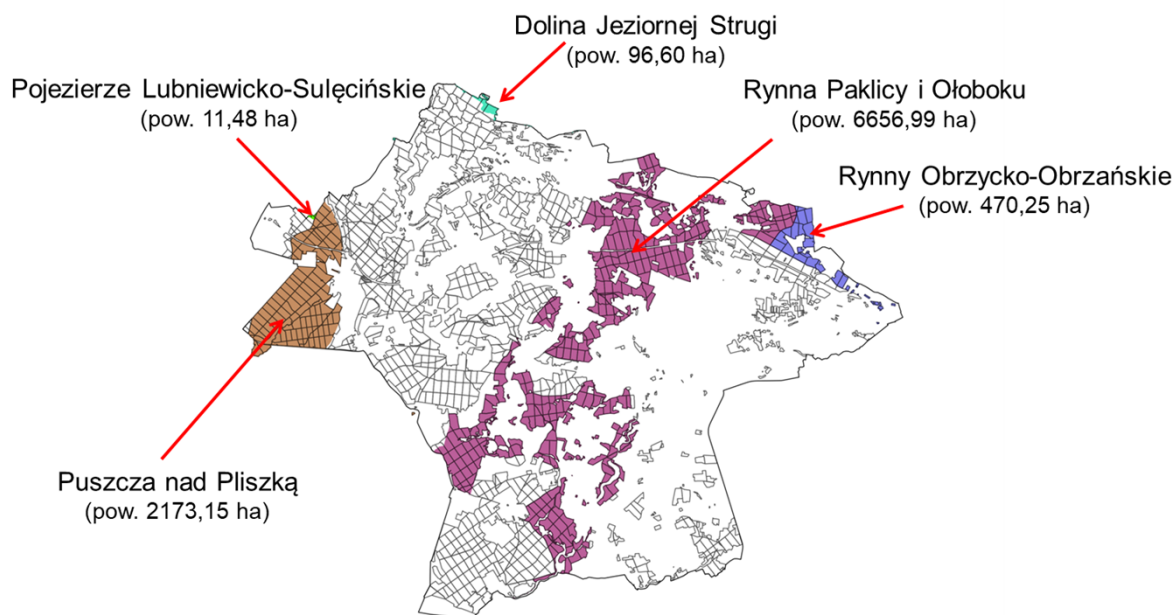 Dolina Jeziornej Strugi
(pow. 96,60 ha)
Pojezierze Lubniewicko-Sulęcińskie
(pow. 11,48 ha)
Rynna Paklicy i Ołoboku
(pow. 6656,99 ha)
Rynny Obrzycko-Obrzańskie
(pow. 470,25 ha)
Puszcza nad Pliszką
(pow. 2173,15 ha)